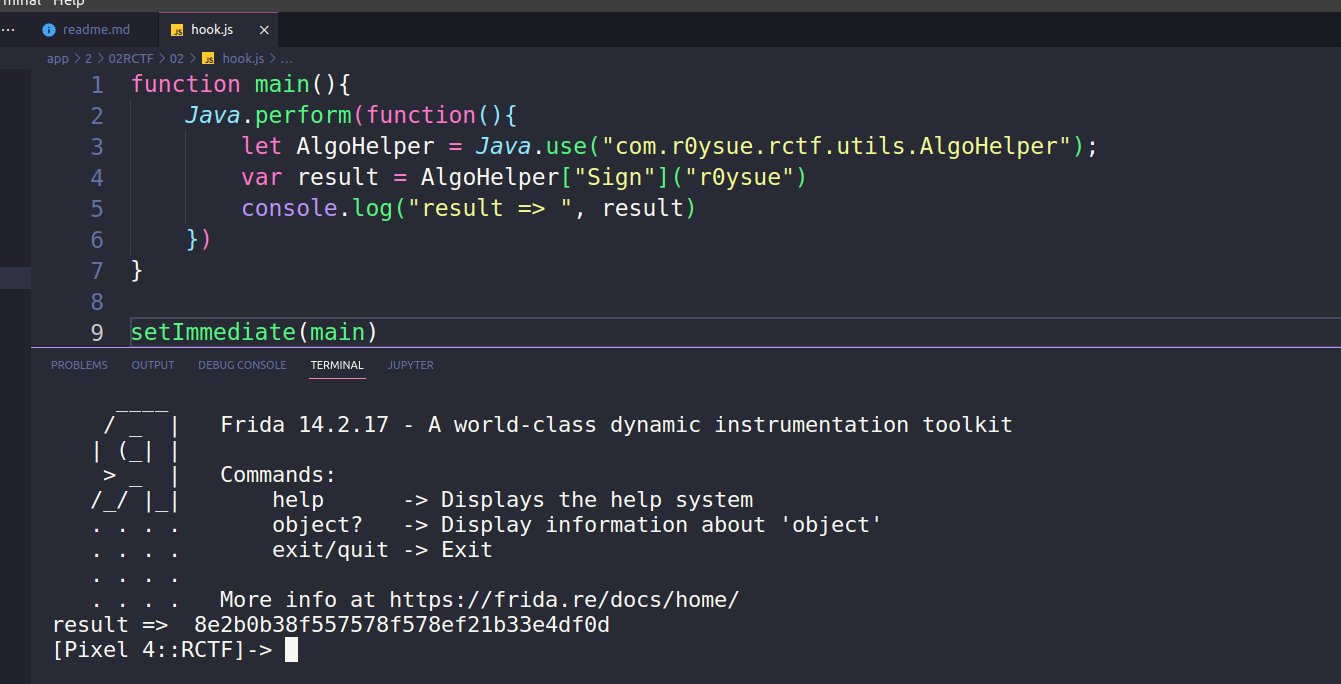 minal Help
··· readme.md JS hook.js ×
app > 2 > 02RCTF > 02 > JS hook.js > ...
1 function main(){
2     Java.perform(function(){
3         let AlgoHelper = Java.use("com.r0ysue.rctf.utils.AlgoHelper");
4         var result = AlgoHelper["Sign"]("r0ysue")
5         console.log("result => ", result)
6     })
7 }
8
9 setImmediate(main)
PROBLEMS OUTPUT DEBUG CONSOLE TERMINAL JUPYTER
     ____
    / _  |   Frida 14.2.17 - A world-class dynamic instrumentation toolkit
   | (_| |
    > _  |   Commands:
   /_/ |_|       help      -> Displays the help system
   . . . .       object?   -> Display information about 'object'
   . . . .       exit/quit -> Exit
   . . . .
   . . . .   More info at https://frida.re/docs/home/
result =>  8e2b0b38f557578f578ef21b33e4df0d
[Pixel 4::RCTF]->